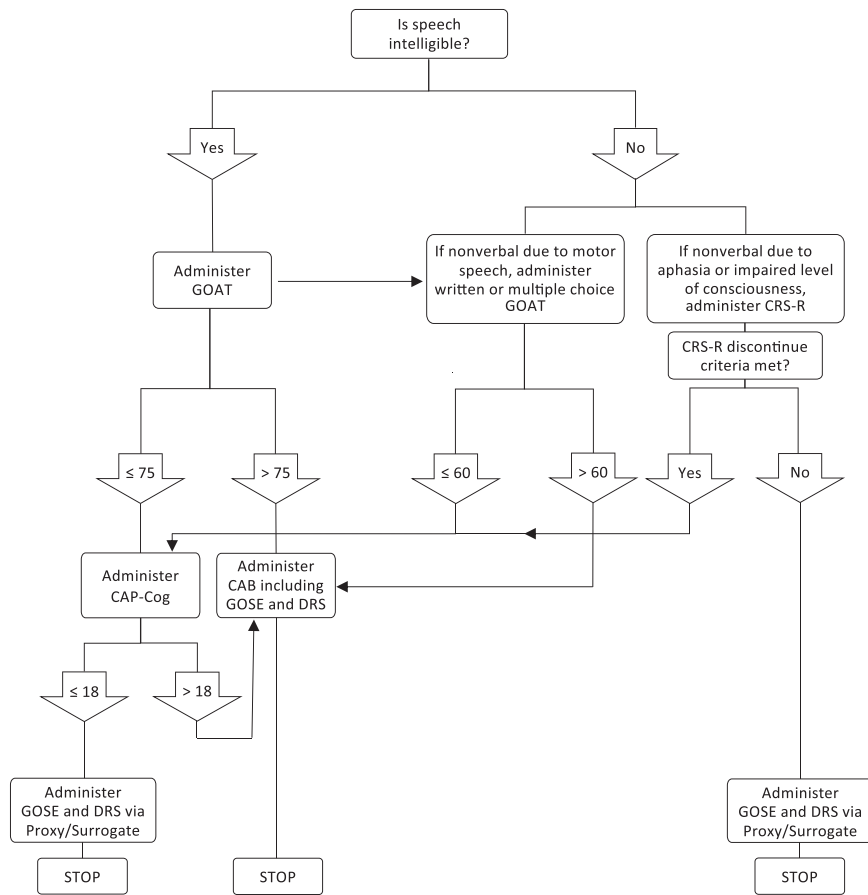 Is speech
intelligible?
Yes
No
Administer
GOAT
If nonverbal due to motor
speech, administer
written or multiple choice
GOAT
If nonverbal due to
aphasia or impaired level
of consciousness,
administer CRS-R
CRS-R discontinue
criteria met?
≤ 75
> 75
≤ 60
> 60
Yes
No
Administer
CAP-Cog
Administer
CAB including
GOSE and DRS
≤ 18
> 18
Administer
GOSE and DRS via
Proxy/Surrogate
Administer
GOSE and DRS via
Proxy/Surrogate
STOP
STOP
STOP